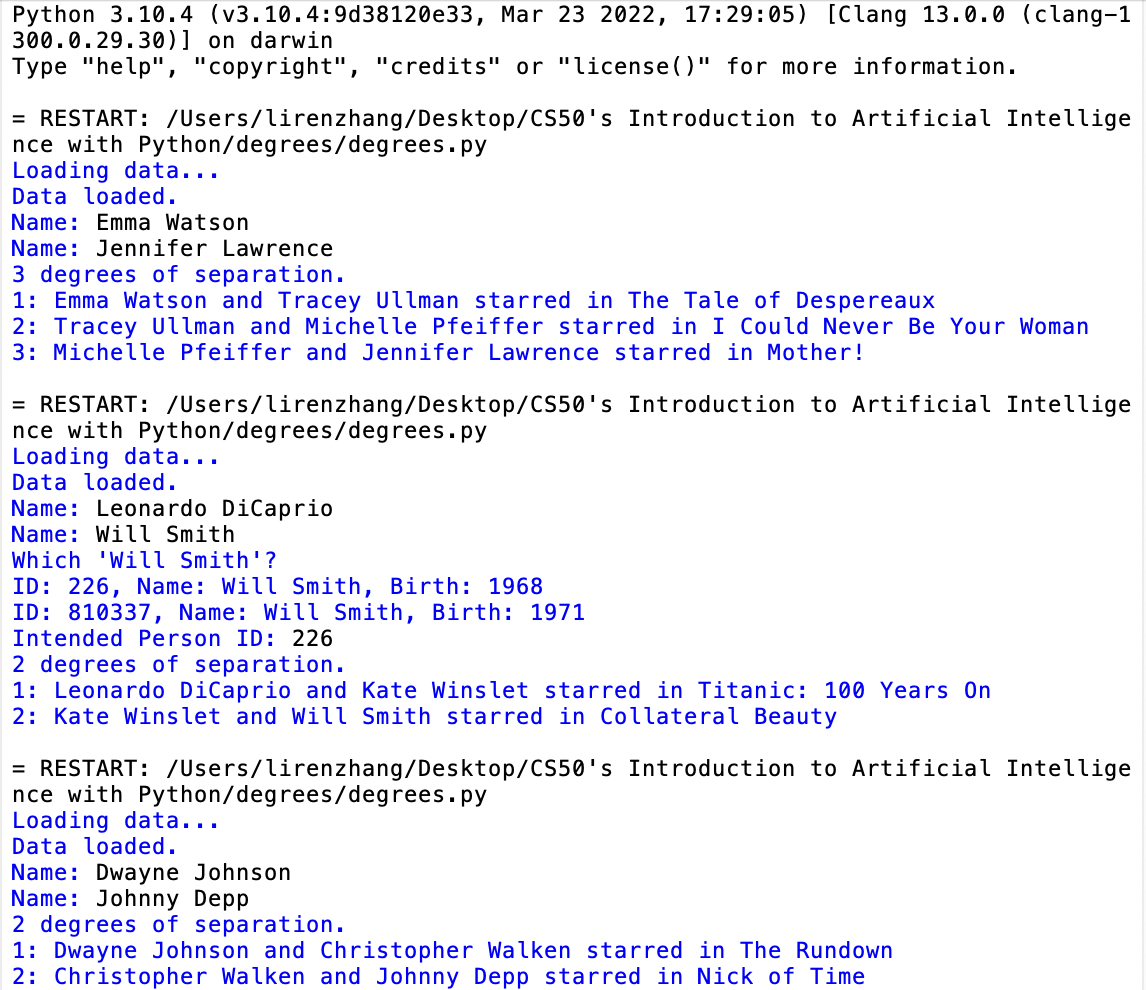 Python 3.10.4 (v3.10.4:9d38120e33, Mar 23 2022, 17:29:05) [Clang 13.0.0 (clang-1
300.0.29.30)] on darwin
Type "help", "copyright", "credits" or "license()" for more information.
= RESTART: /Users/lirenzhang/Desktop/CS50's Introduction to Artificial Intellige
nce with Python/degrees/degrees.py
Loading data...
Data loaded.
Name: Emma Watson
Name: Jennifer Lawrence
3 degrees of separation.
1: Emma Watson and Tracey Ullman starred in The Tale of Despereaux
2: Tracey Ullman and Michelle Pfeiffer starred in I Could Never Be Your Woman
3: Michelle Pfeiffer and Jennifer Lawrence starred in Mother!
= RESTART: /Users/lirenzhang/Desktop/CS50's Introduction to Artificial Intellige
nce with Python/degrees/degrees.py
Loading data...
Data loaded.
Name: Leonardo DiCaprio
Name: Will Smith
Which 'Will Smith'?
ID: 226, Name: Will Smith, Birth: 1968
ID: 810337, Name: Will Smith, Birth: 1971
Intended Person ID: 226
2 degrees of separation.
1: Leonardo DiCaprio and Kate Winslet starred in Titanic: 100 Years On
2: Kate Winslet and Will Smith starred in Collateral Beauty
= RESTART: /Users/lirenzhang/Desktop/CS50's Introduction to Artificial Intellige
nce with Python/degrees/degrees.py
Loading data...
Data loaded.
Name: Dwayne Johnson
Name: Johnny Depp
2 degrees of separation.
1: Dwayne Johnson and Christopher Walken starred in The Rundown
2: Christopher Walken and Johnny Depp starred in Nick of Time